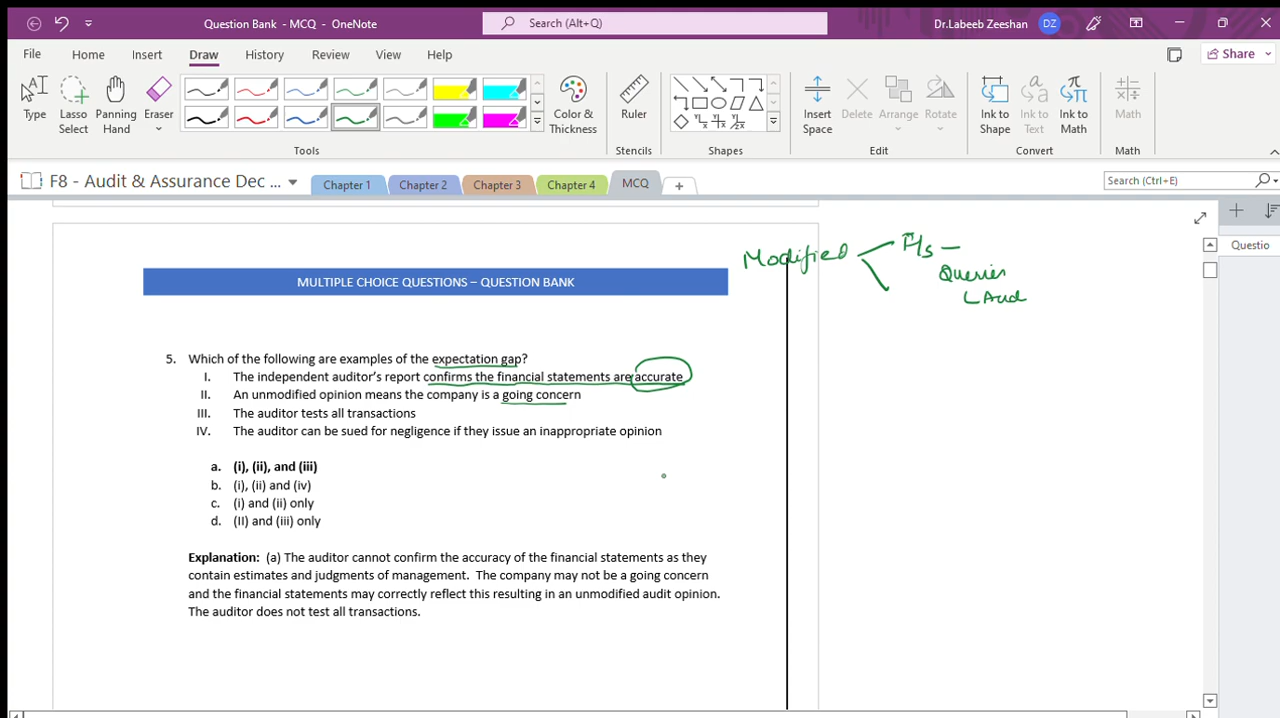 Question Bank - MCQ - OneNote
Search (Alt+Q)
Dr.Labeeb Zeeshan
DZ
File Home Insert Draw History Review View Help
Share
Type
Lasso Select
Panning Hand
Eraser
Color & Thickness
Ruler
Insert Space
Delete
Arrange
Rotate
Ink to Shape
Ink to Text
Ink to Math
Math
Tools
Stencils
Shapes
Edit
Convert
Math
F8 - Audit & Assurance Dec ...
Chapter 1
Chapter 2
Chapter 3
Chapter 4
MCQ
Search (Ctrl+E)
Questio
Modified F/S
Queries
Aud
MULTIPLE CHOICE QUESTIONS – QUESTION BANK
5. Which of the following are examples of the expectation gap?
I. The independent auditor's report confirms the financial statements are accurate
II. An unmodified opinion means the company is a going concern
III. The auditor tests all transactions
IV. The auditor can be sued for negligence if they issue an inappropriate opinion
a. (i), (ii), and (iii)
b. (i), (ii) and (iv)
c. (i) and (ii) only
d. (II) and (iii) only
Explanation: (a) The auditor cannot confirm the accuracy of the financial statements as they
contain estimates and judgments of management. The company may not be a going concern
and the financial statements may correctly reflect this resulting in an unmodified audit opinion.
The auditor does not test all transactions.